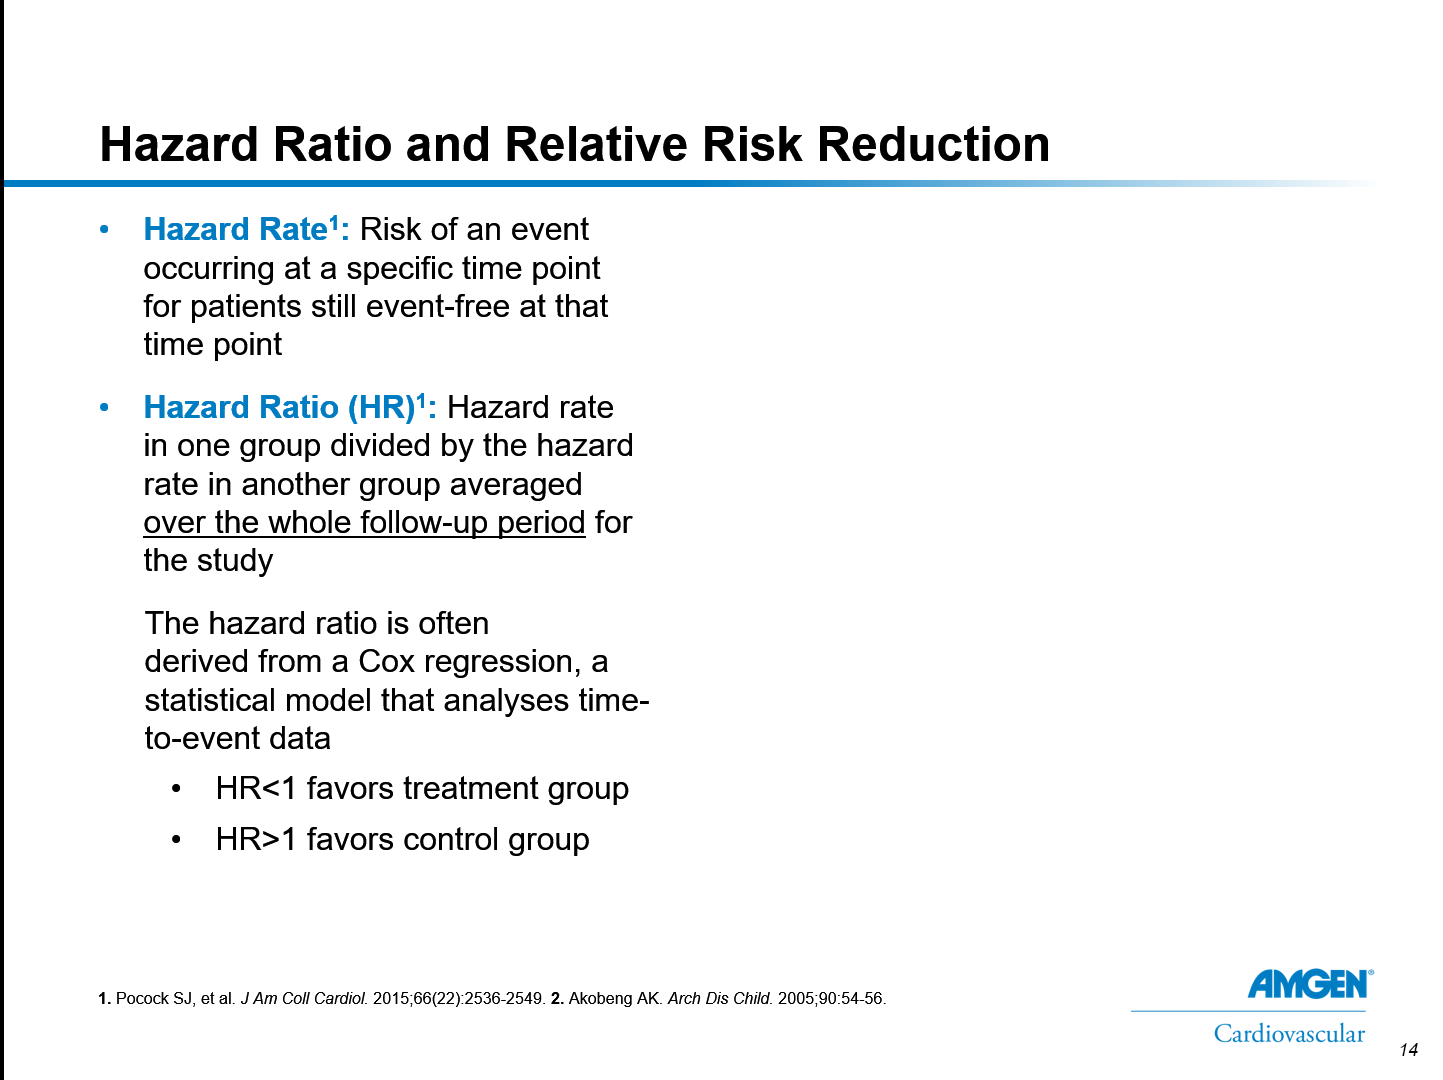 Hazard Ratio and Relative Risk Reduction
• Hazard Rate¹: Risk of an event
occurring at a specific time point
for patients still event-free at that
time point
• Hazard Ratio (HR)¹: Hazard rate
in one group divided by the hazard
rate in another group averaged
over the whole follow-up period for
the study
The hazard ratio is often
derived from a Cox regression, a
statistical model that analyses time-
to-event data
• HR<1 favors treatment group
• HR>1 favors control group
1. Pocock SJ, et al. J Am Coll Cardiol. 2015;66(22):2536-2549. 2. Akobeng AK. Arch Dis Child. 2005;90:54-56.
AMGEN®
Cardiovascular
14